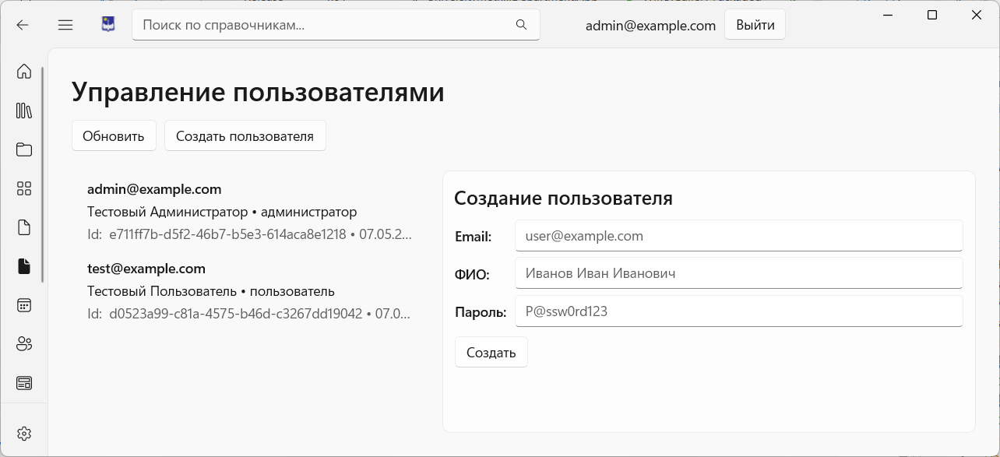 Поиск по справочникам...
admin@example.com
Выйти
Управление пользователями
Обновить
Создать пользователя
admin@example.com
Тестовый Администратор • администратор
Id: e711ff7b-d5f2-46b7-b5e3-614aca8e1218 • 07.05.2...
test@example.com
Тестовый Пользователь • пользователь
Id: d0523a99-c81a-4575-b46d-c3267dd19042 • 07.0...
Создание пользователя
Email:
user@example.com
ФИО:
Иванов Иван Иванович
Пароль:
P@ssw0rd123
Создать